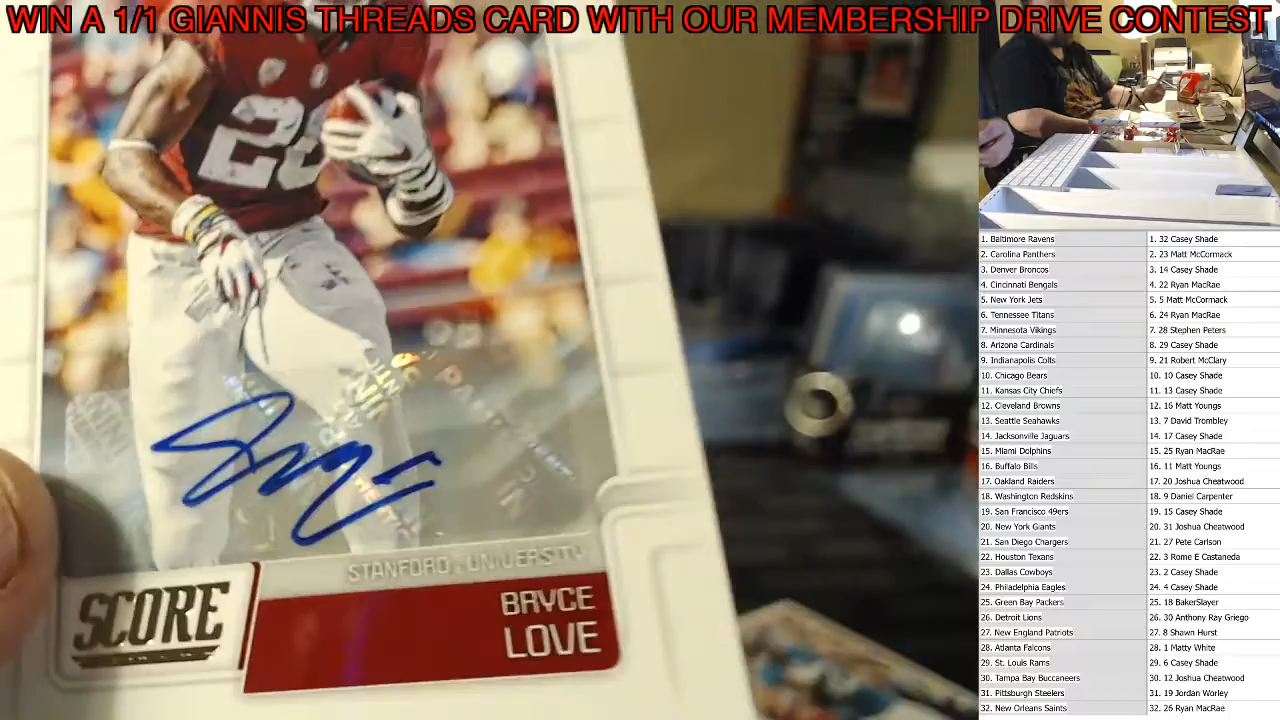 WIN A 1/1 GIANNIS THREADS CARD WITH OUR MEMBERSHIP DRIVE CONTEST
20
STANFORD UNIVERSITY
SCORE
BRYCE
LOVE
1. Baltimore Ravens 1. 32 Casey Shade
2. Carolina Panthers 2. 23 Matt McCormack
3. Denver Broncos 3. 14 Casey Shade
4. Cincinnati Bengals 4. 22 Ryan MacRae
5. New York Jets 5. 5 Matt McCormack
6. Tennessee Titans 6. 24 Ryan MacRae
7. Minnesota Vikings 7. 28 Stephen Peters
8. Arizona Cardinals 8. 29 Casey Shade
9. Indianapolis Colts 9. 21 Robert McClary
10. Chicago Bears 10. 10 Casey Shade
11. Kansas City Chiefs 11. 13 Casey Shade
12. Cleveland Browns 12. 16 Matt Youngs
13. Seattle Seahawks 13. 7 David Trombley
14. Jacksonville Jaguars 14. 17 Casey Shade
15. Miami Dolphins 15. 25 Ryan MacRae
16. Buffalo Bills 16. 11 Matt Youngs
17. Oakland Raiders 17. 20 Joshua Cheatwood
18. Washington Redskins 18. 9 Daniel Carpenter
19. San Francisco 49ers 19. 15 Casey Shade
20. New York Giants 20. 31 Joshua Cheatwood
21. San Diego Chargers 21. 27 Pete Carlson
22. Houston Texans 22. 3 Rome E Castaneda
23. Dallas Cowboys 23. 2 Casey Shade
24. Philadelphia Eagles 24. 4 Casey Shade
25. Green Bay Packers 25. 18 BakerSlayer
26. Detroit Lions 26. 30 Anthony Ray Griego
27. New England Patriots 27. 8 Shawn Hurst
28. Atlanta Falcons 28. 1 Matty White
29. St. Louis Rams 29. 6 Casey Shade
30. Tampa Bay Buccaneers 30. 12 Joshua Cheatwood
31. Pittsburgh Steelers 31. 19 Jordan Worley
32. New Orleans Saints 32. 26 Ryan MacRae